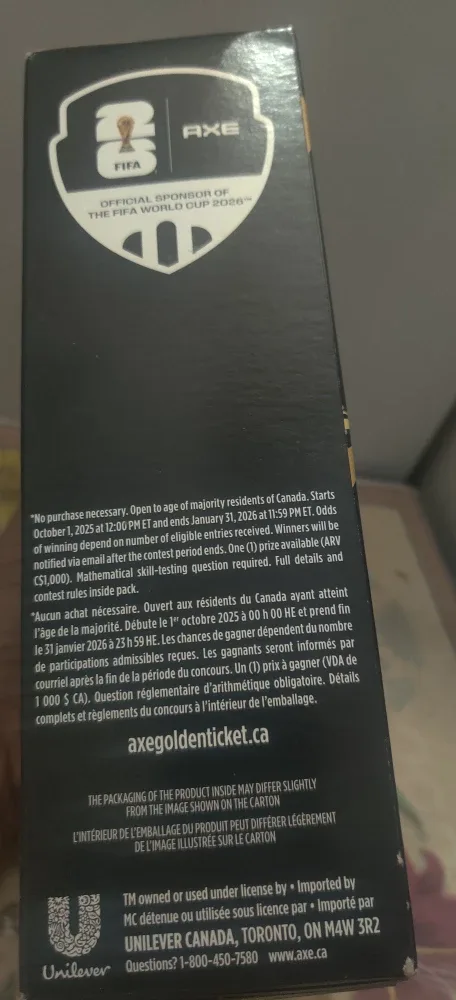 26
FIFA
AXE
OFFICIAL SPONSOR OF
THE FIFA WORLD CUP 2026™
*No purchase necessary. Open to age of majority residents of Canada. Starts
October 1, 2025 at 12:00 PM ET and ends January 31, 2026 at 11:59 PM ET. Odds
of winning depend on number of eligible entries received. Winners will be
notified via email after the contest period ends. One (1) prize available (ARV
C$1,000). Mathematical skill-testing question required. Full details and
contest rules inside pack.
*Aucun achat nécessaire. Ouvert aux résidents du Canada ayant atteint
l'âge de la majorité. Débute le 1er octobre 2025 à 00 h 00 HE et prend fin
le 31 janvier 2026 à 23 h 59 HE. Les chances de gagner dépendent du nombre
de participations admissibles reçues. Les gagnants seront informés par
courriel après la fin de la période du concours. Un (1) prix à gagner (VDA de
1 000 $ CA). Question réglementaire d'arithmétique obligatoire. Détails
complets et règlements du concours à l'intérieur de l'emballage.
axegoldenticket.ca
THE PACKAGING OF THE PRODUCT INSIDE MAY DIFFER SLIGHTLY
FROM THE IMAGE SHOWN ON THE CARTON
L'INTÉRIEUR DE L'EMBALLAGE DU PRODUIT PEUT DIFFÉRER LÉGÈREMENT
DE L'IMAGE ILLUSTRÉE SUR LE CARTON
TM owned or used under license by • Imported by
MC détenue ou utilisée sous licence par • Importé par
UNILEVER CANADA, TORONTO, ON M4W 3R2
Unilever
Questions? 1-800-450-7580 www.axe.ca